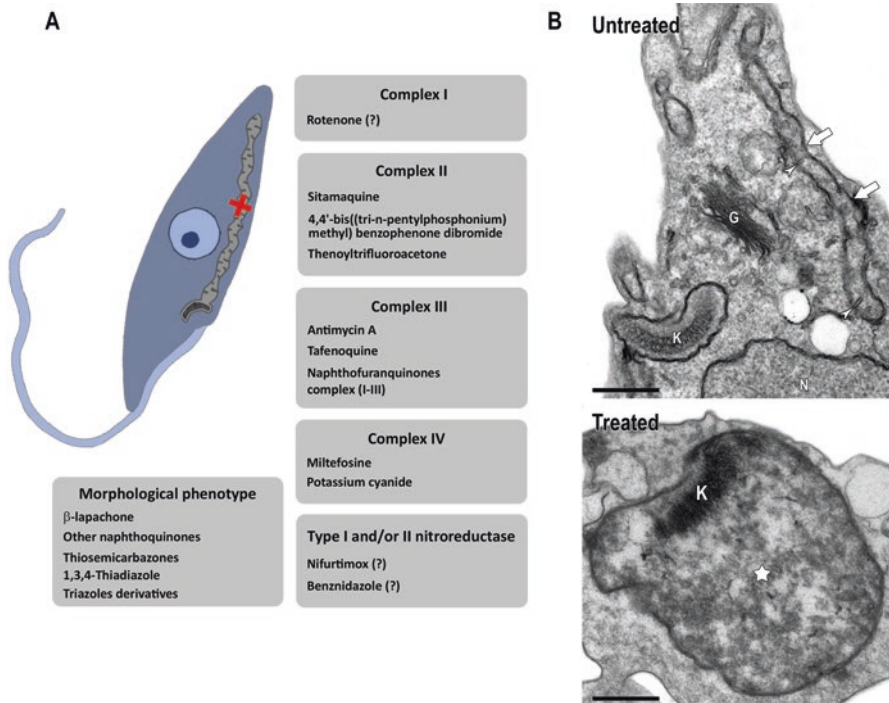 A
Complex I
Rotenone (?)
Complex II
Sitamaquine
4,4'-bis((tri-n-pentylphosphonium)
methyl) benzophenone dibromide
Thenoyltrifluoroacetone
Complex III
Antimycin A
Tafenoquine
Naphthofuranquinones
complex (I-III)
Complex IV
Miltefosine
Potassium cyanide
Morphological phenotype
β-lapachone
Other naphthoquinones
Thiosemicarbazones
1,3,4-Thiadiazole
Triazoles derivatives
Type I and/or II nitroreductase
Nifurtimox (?)
Benznidazole (?)
B
Untreated
G
K
N
Treated
K